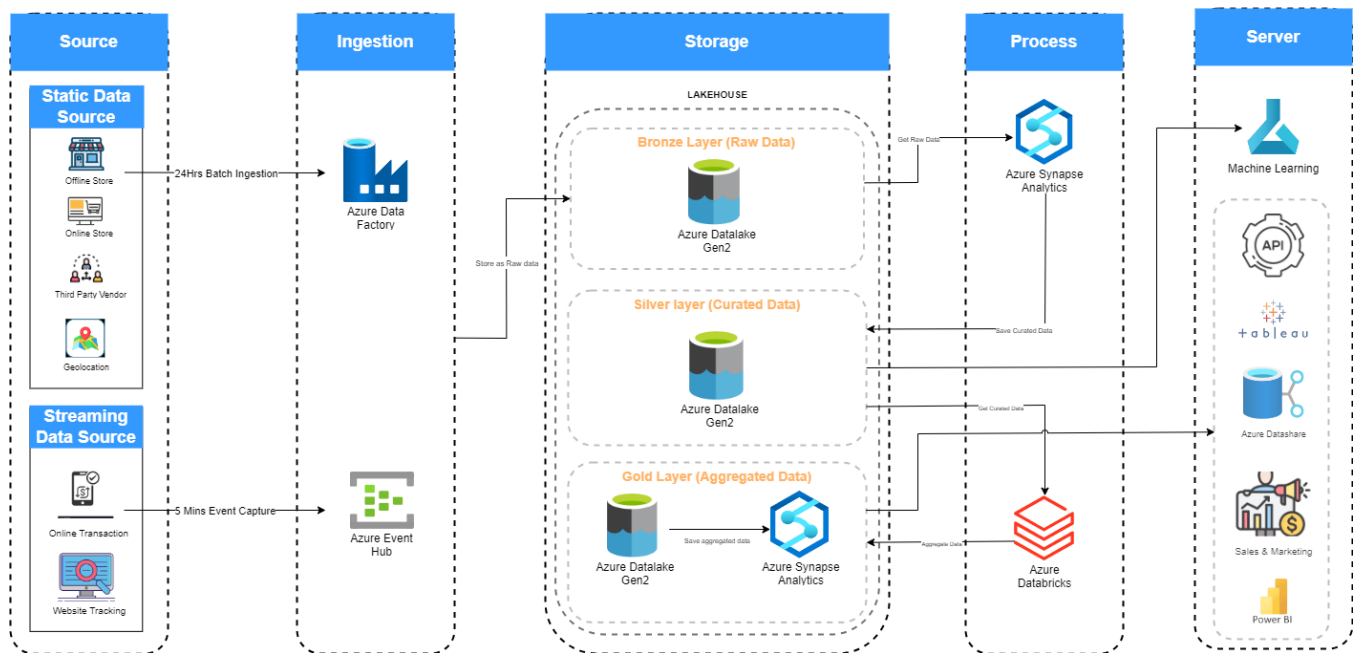 Source
Static Data
Source
Offline Store
Online Store
Third Party Vendor
Geolocation
Streaming
Data Source
Online Transaction
Website Tracking
24Hrs Batch Ingestion
5 Mins Event Capture
Ingestion
Azure Data
Factory
Azure Event
Hub
Store as Raw data
Storage
LAKEHOUSE
Bronze Layer (Raw Data)
Azure Datalake
Gen2
Silver layer (Curated Data)
Azure Datalake
Gen2
Gold Layer (Aggregated Data)
Azure Datalake
Gen2
Save aggregated data
Azure Synapse
Analytics
Get Raw Data
Save Curated Data
Get Curated Data
Aggregate Data
Process
Azure Synapse
Analytics
Azure
Databricks
Server
Machine Learning
API
+ableau
Azure Datashare
Sales & Marketing
Power BI